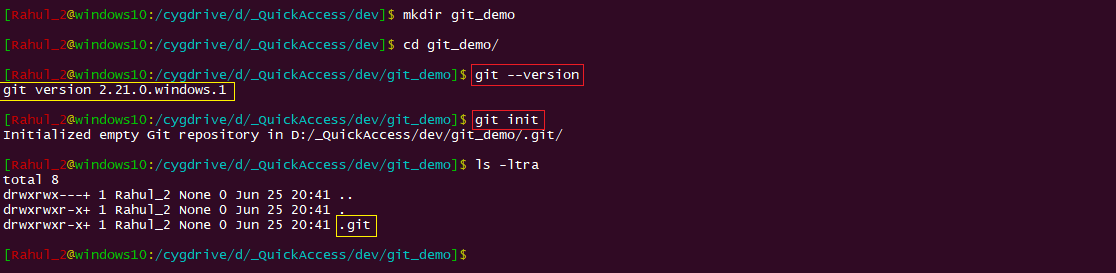 [Rahul_2@windows10:/cygdrive/d/_QuickAccess/dev]$ mkdir git_demo
[Rahul_2@windows10:/cygdrive/d/_QuickAccess/dev]$ cd git_demo/
[Rahul_2@windows10:/cygdrive/d/_QuickAccess/dev/git_demo]$ git --version
git version 2.21.0.windows.1
[Rahul_2@windows10:/cygdrive/d/_QuickAccess/dev/git_demo]$ git init
Initialized empty Git repository in D:/_QuickAccess/dev/git_demo/.git/
[Rahul_2@windows10:/cygdrive/d/_QuickAccess/dev/git_demo]$ ls -ltra
total 8
drwxrwx---+ 1 Rahul_2 None 0 Jun 25 20:41 ..
drwxrwxr-x+ 1 Rahul_2 None 0 Jun 25 20:41 .
drwxrwxr-x+ 1 Rahul_2 None 0 Jun 25 20:41 .git
[Rahul_2@windows10:/cygdrive/d/_QuickAccess/dev/git_demo]$